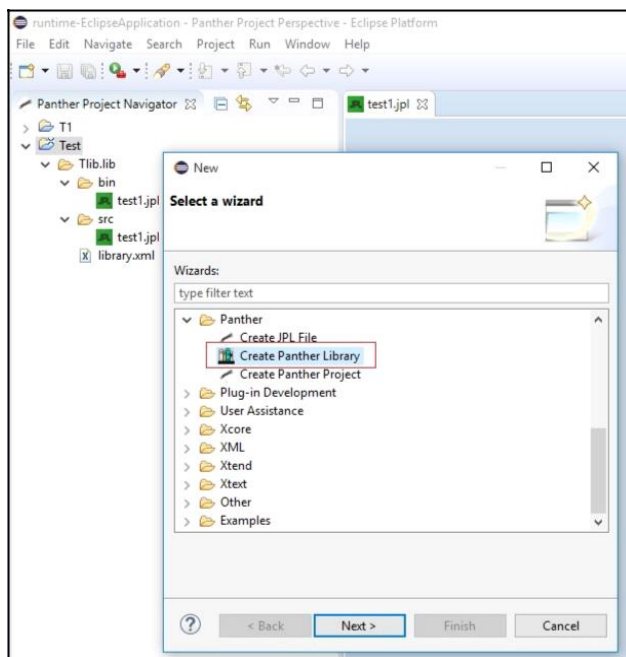 runtime-EclipseApplication - Panther Project Perspective - Eclipse Platform
File Edit Navigate Search Project Run Window Help
Panther Project Navigator
test1.jpl
T1
Test
Tlib.lib
bin
test1.jpl
src
test1.jpl
library.xml
New
Select a wizard
Wizards:
type filter text
Panther
Create JPL File
Create Panther Library
Create Panther Project
Plug-in Development
User Assistance
Xcore
XML
Xtend
Xtext
Other
Examples
< Back Next > Finish Cancel